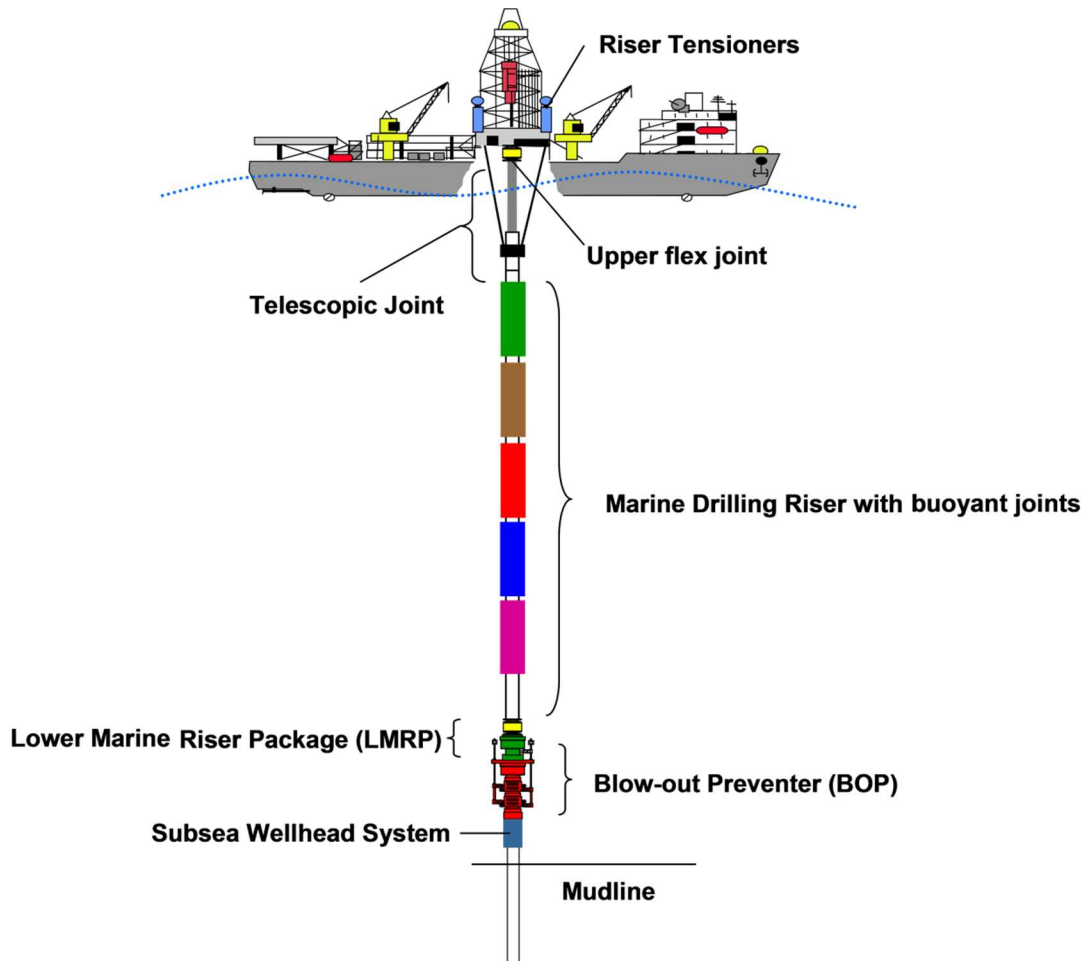 Riser Tensioners
Upper flex joint
Telescopic Joint
Marine Drilling Riser with buoyant joints
Lower Marine Riser Package (LMRP)
Blow-out Preventer (BOP)
Subsea Wellhead System
Mudline